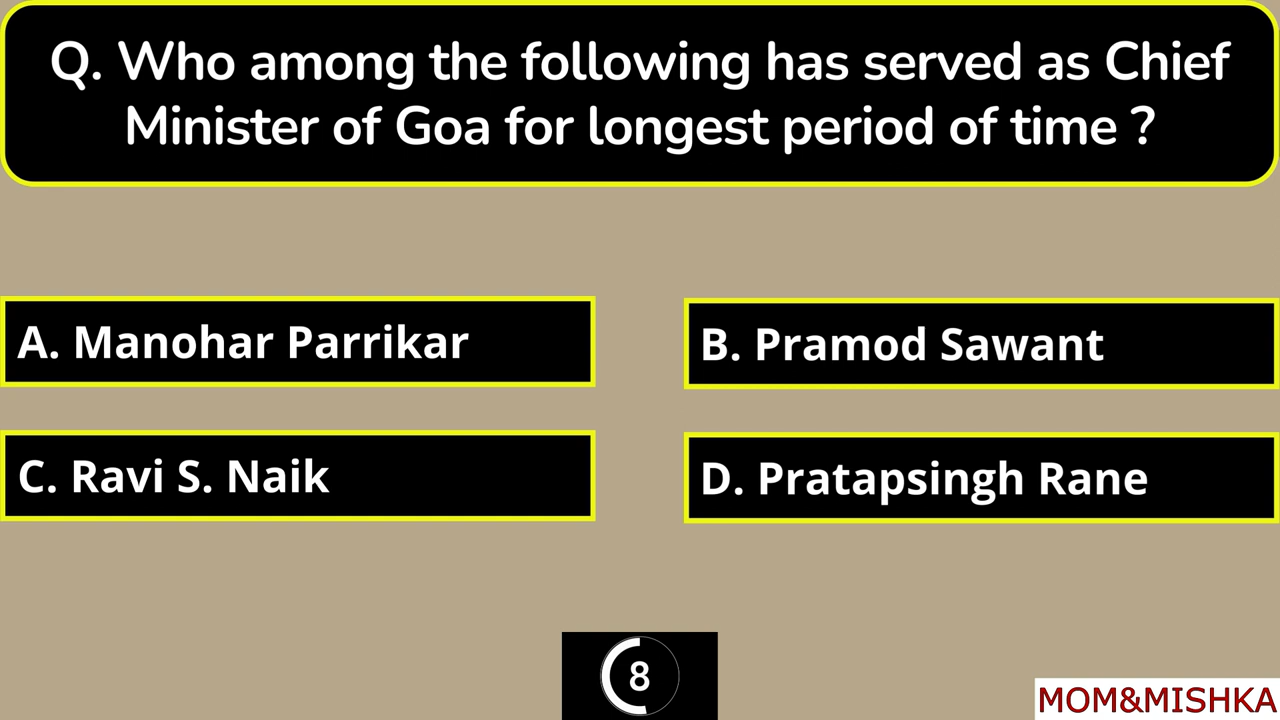 Q. Who among the following has served as Chief
Minister of Goa for longest period of time ?
A. Manohar Parrikar
B. Pramod Sawant
C. Ravi S. Naik
D. Pratapsingh Rane
8
MOM&MISHKA